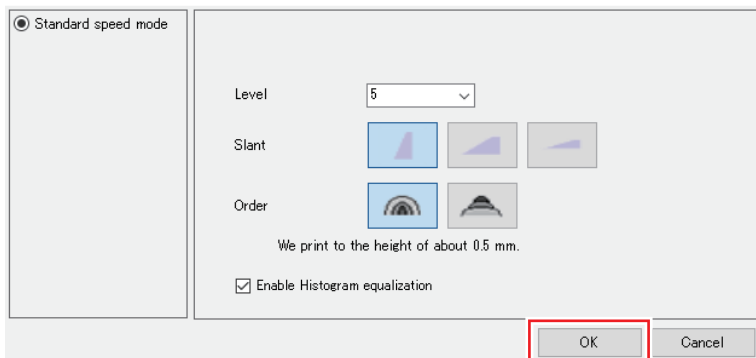 Standard speed mode
Level 5
Slant
Order
We print to the height of about 0.5 mm.
Enable Histogram equalization
OK Cancel